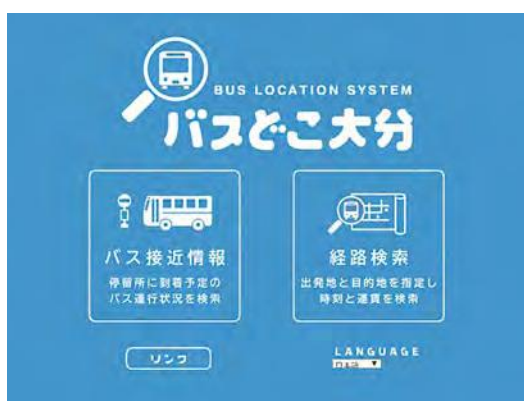 BUS LOCATION SYSTEM
バスどこ大分
バス接近情報
停留所に到着予定の
バス運行状況を検索
経路検索
出発地と目的地を指定し
時刻と運賃を検索
リンク
LANGUAGE
日本語